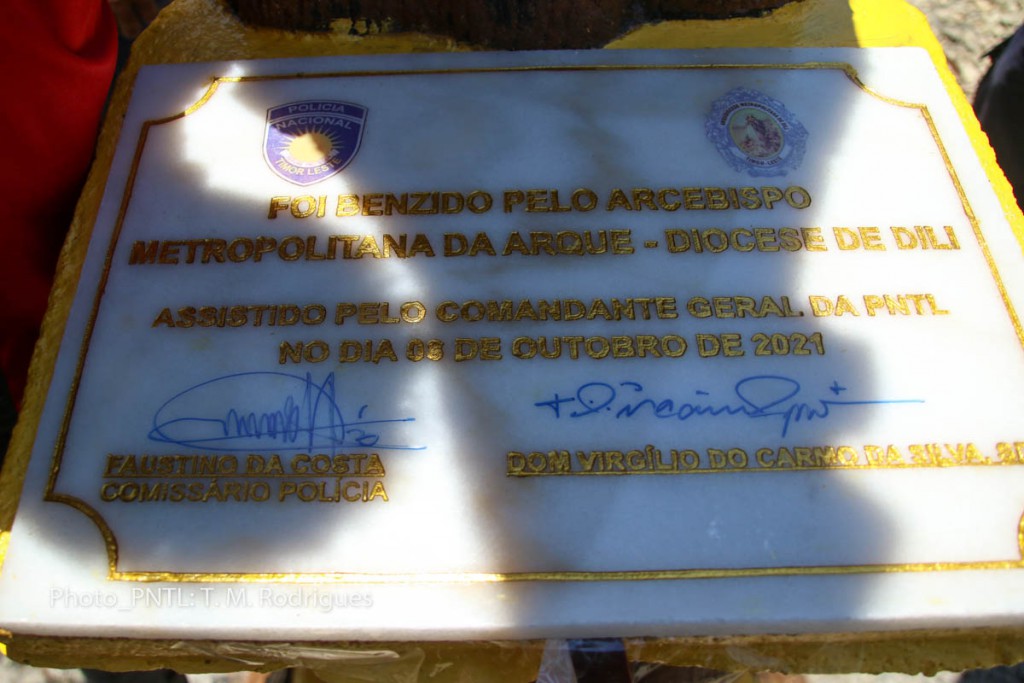 POLICIA
NACIONAL
TIMOR LESTE
FOI BENZIDO PELO ARCEBISPO
METROPOLITANA DA ARQUE - DIOCESE DE DILI
ASSISTIDO PELO COMANDANTE GERAL DA PNTL
NO DIA 08 DE OUTUBRO DE 2021
FAUSTINO DA COSTA
COMISSÁRIO POLÍCIA
DOM VIRGÍLIO DO CARMO DA SILVA,
Photo_PNTL: T. M. Rodrigues